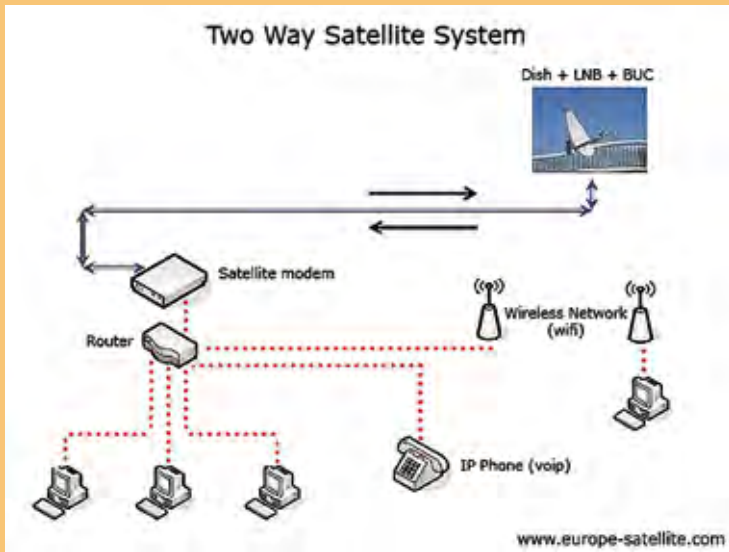 Two Way Satellite System
Dish + LNB + BUC
Satellite modem
Wireless Network
(wifi)
Router
IP Phone (voip)
www.europe-satellite.com